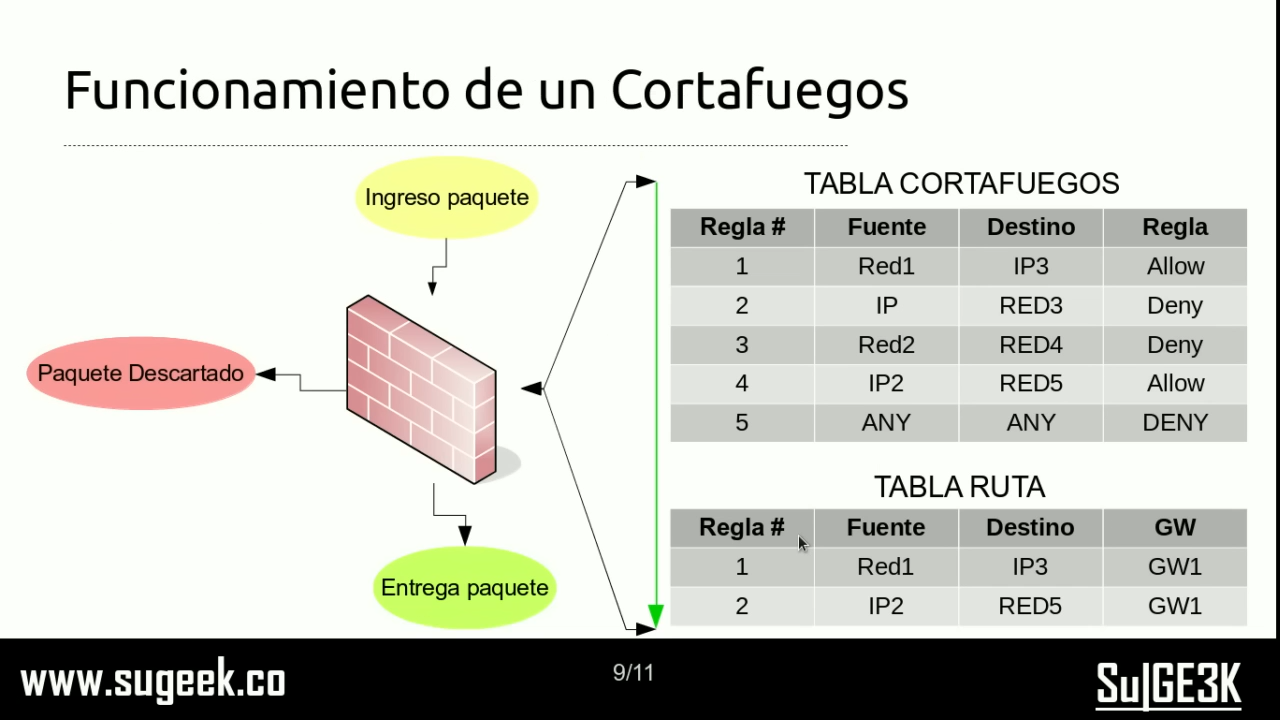 Funcionamiento de un Cortafuegos
Ingreso paquete
Paquete Descartado
Entrega paquete
TABLA CORTAFUEGOS
Regla # Fuente Destino Regla
1 Red1 IP3 Allow
2 IP RED3 Deny
3 Red2 RED4 Deny
4 IP2 RED5 Allow
5 ANY ANY DENY
TABLA RUTA
Regla # Fuente Destino GW
1 Red1 IP3 GW1
2 IP2 RED5 GW1
www.sugeek.co
9/11
Su|GE3K